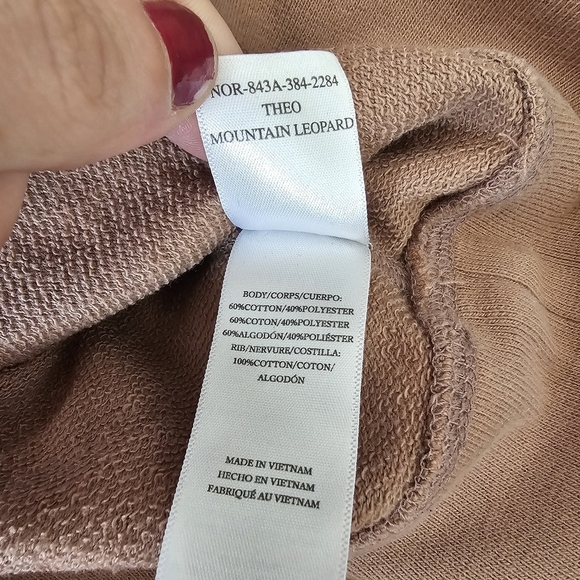 NOR-843A-384-2284
THEO
MOUNTAIN LEOPARD
BODY/CORPS/CUERPO:
60%COTTON/40%POLYESTER
60%COTON/40%POLYESTER
60%ALGODÓN/40%POLIÉSTER
RIB/NERVURE/COSTILLA:
100%COTTON/COTON/
ALGODÓN
MADE IN VIETNAM
HECHO EN VIETNAM
FABRIQUÉ AU VIETNAM